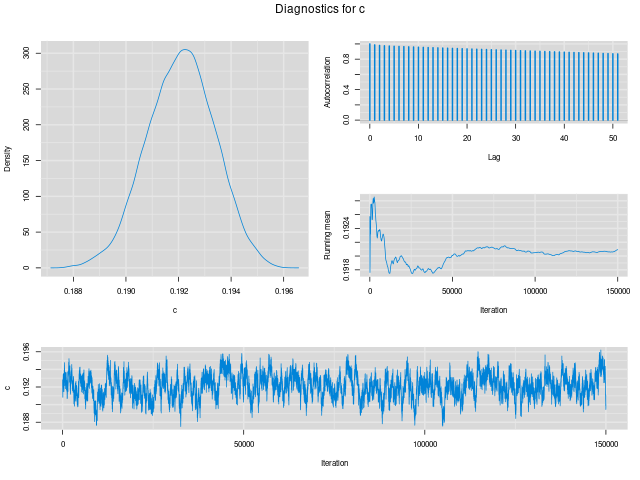 Diagnostics for c
Density
0 50 100 150 200 250 300
0.188 0.190 0.192 0.194 0.196
c
Autocorrelation
0.0 0.4 0.8
0 10 20 30 40 50
Lag
Running mean
0.1918 0.1924
0 50000 100000 150000
Iteration
c
0.188 0.192 0.196
0 50000 100000 150000
Iteration